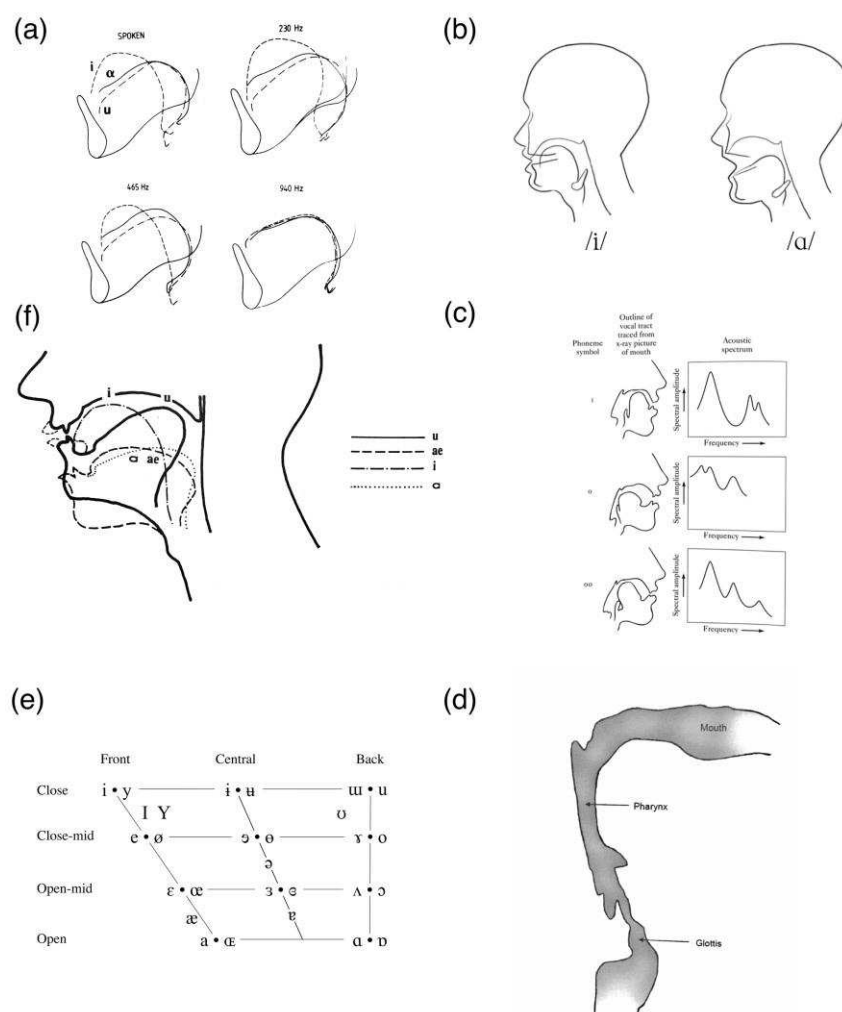 (a)
SPOKEN
i
α
u
230 Hz
465 Hz
940 Hz
(b)
/i/
/ɑ/
(f)
i
u
ɑ ae
u
ae
i
ɑ
(c)
Phoneme
symbol
Outline of
vocal tract
traced from
x-ray picture
of mouth
Acoustic
spectrum
i
Spectral amplitude
Frequency
o
Spectral amplitude
Frequency
oo
Spectral amplitude
Frequency
(e)
Front Central Back
Close i y ɨ ʉ ɯ u
I Y ʊ
Close-mid e ø ɘ ɵ ɤ o
ə
Open-mid ɛ œ ɜ ɞ ʌ ɔ
æ ɐ
Open a ɶ ɑ ɒ
(d)
Mouth
Pharynx
Glottis